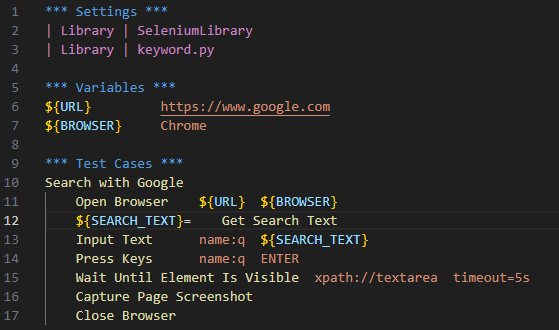 1 *** Settings ***
2 | Library | SeleniumLibrary
3 | Library | keyword.py
4
5 *** Variables ***
6 ${URL}         https://www.google.com
7 ${BROWSER}     Chrome
8
9 *** Test Cases ***
10 Search with Google
11     Open Browser    ${URL}  ${BROWSER}
12     ${SEARCH_TEXT}=    Get Search Text
13     Input Text      name:q  ${SEARCH_TEXT}
14     Press Keys      name:q  ENTER
15     Wait Until Element Is Visible  xpath://textarea  timeout=5s
16     Capture Page Screenshot
17     Close Browser